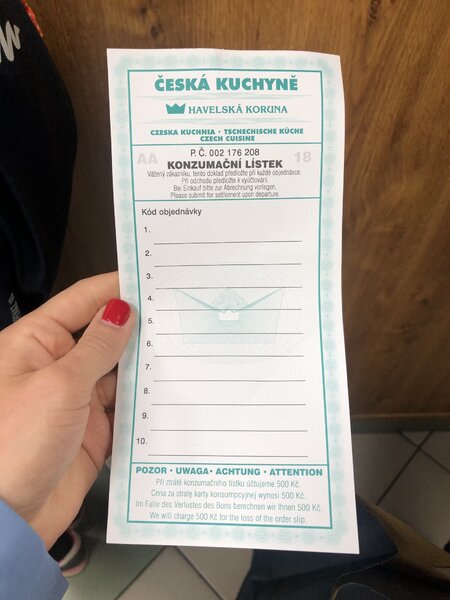 ČESKÁ KUCHYNĚ
HAVELSKÁ KORUNA
CZESKA KUCHNIA · TSCHECHISCHE KÜCHE
CZECH CUISINE
AA P. Č. 002 176 208 18
KONZUMAČNÍ LÍSTEK
Vážený zákazníku, tento doklad předložte při každé objednávce.
Při odchodu předložte k vyúčtování.
Bei Einkauf bitte zur Abrechnung vorlegen.
Please submit for settlement upon departure.
Kód objednávky
1.
2.
3.
4.
5.
6.
7.
8.
9.
10.
POZOR · UWAGA · ACHTUNG · ATTENTION
Při ztrátě konzumačního lístku účtujeme 500 Kč.
Cena za stratę karty konsumpcyjnej wynosi 500 Kč.
Im Falle des Verlustes des Bons berechnen wir Ihnen 500 Kč.
We will charge 500 Kč for the loss of the order slip.